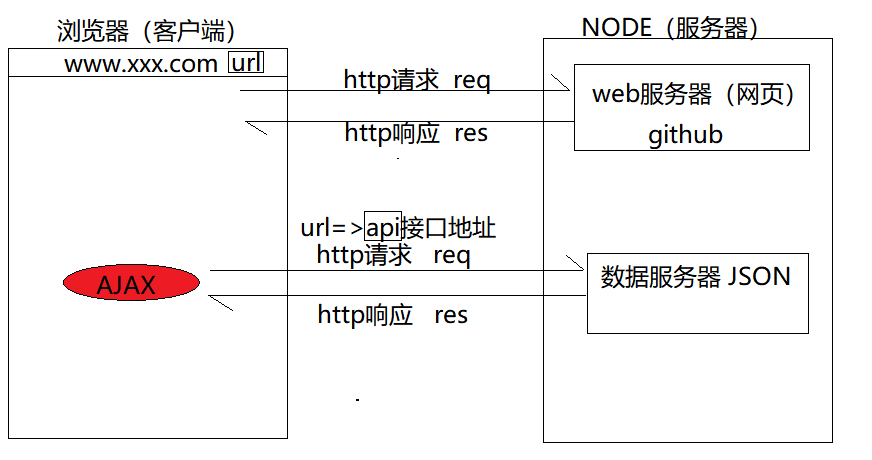 浏览器（客户端）
NODE（服务器）
www.xxx.com url
http请求 req
web服务器（网页）
http响应 res
github
url=>api接口地址
http请求 req
AJAX
数据服务器 JSON
http响应 res